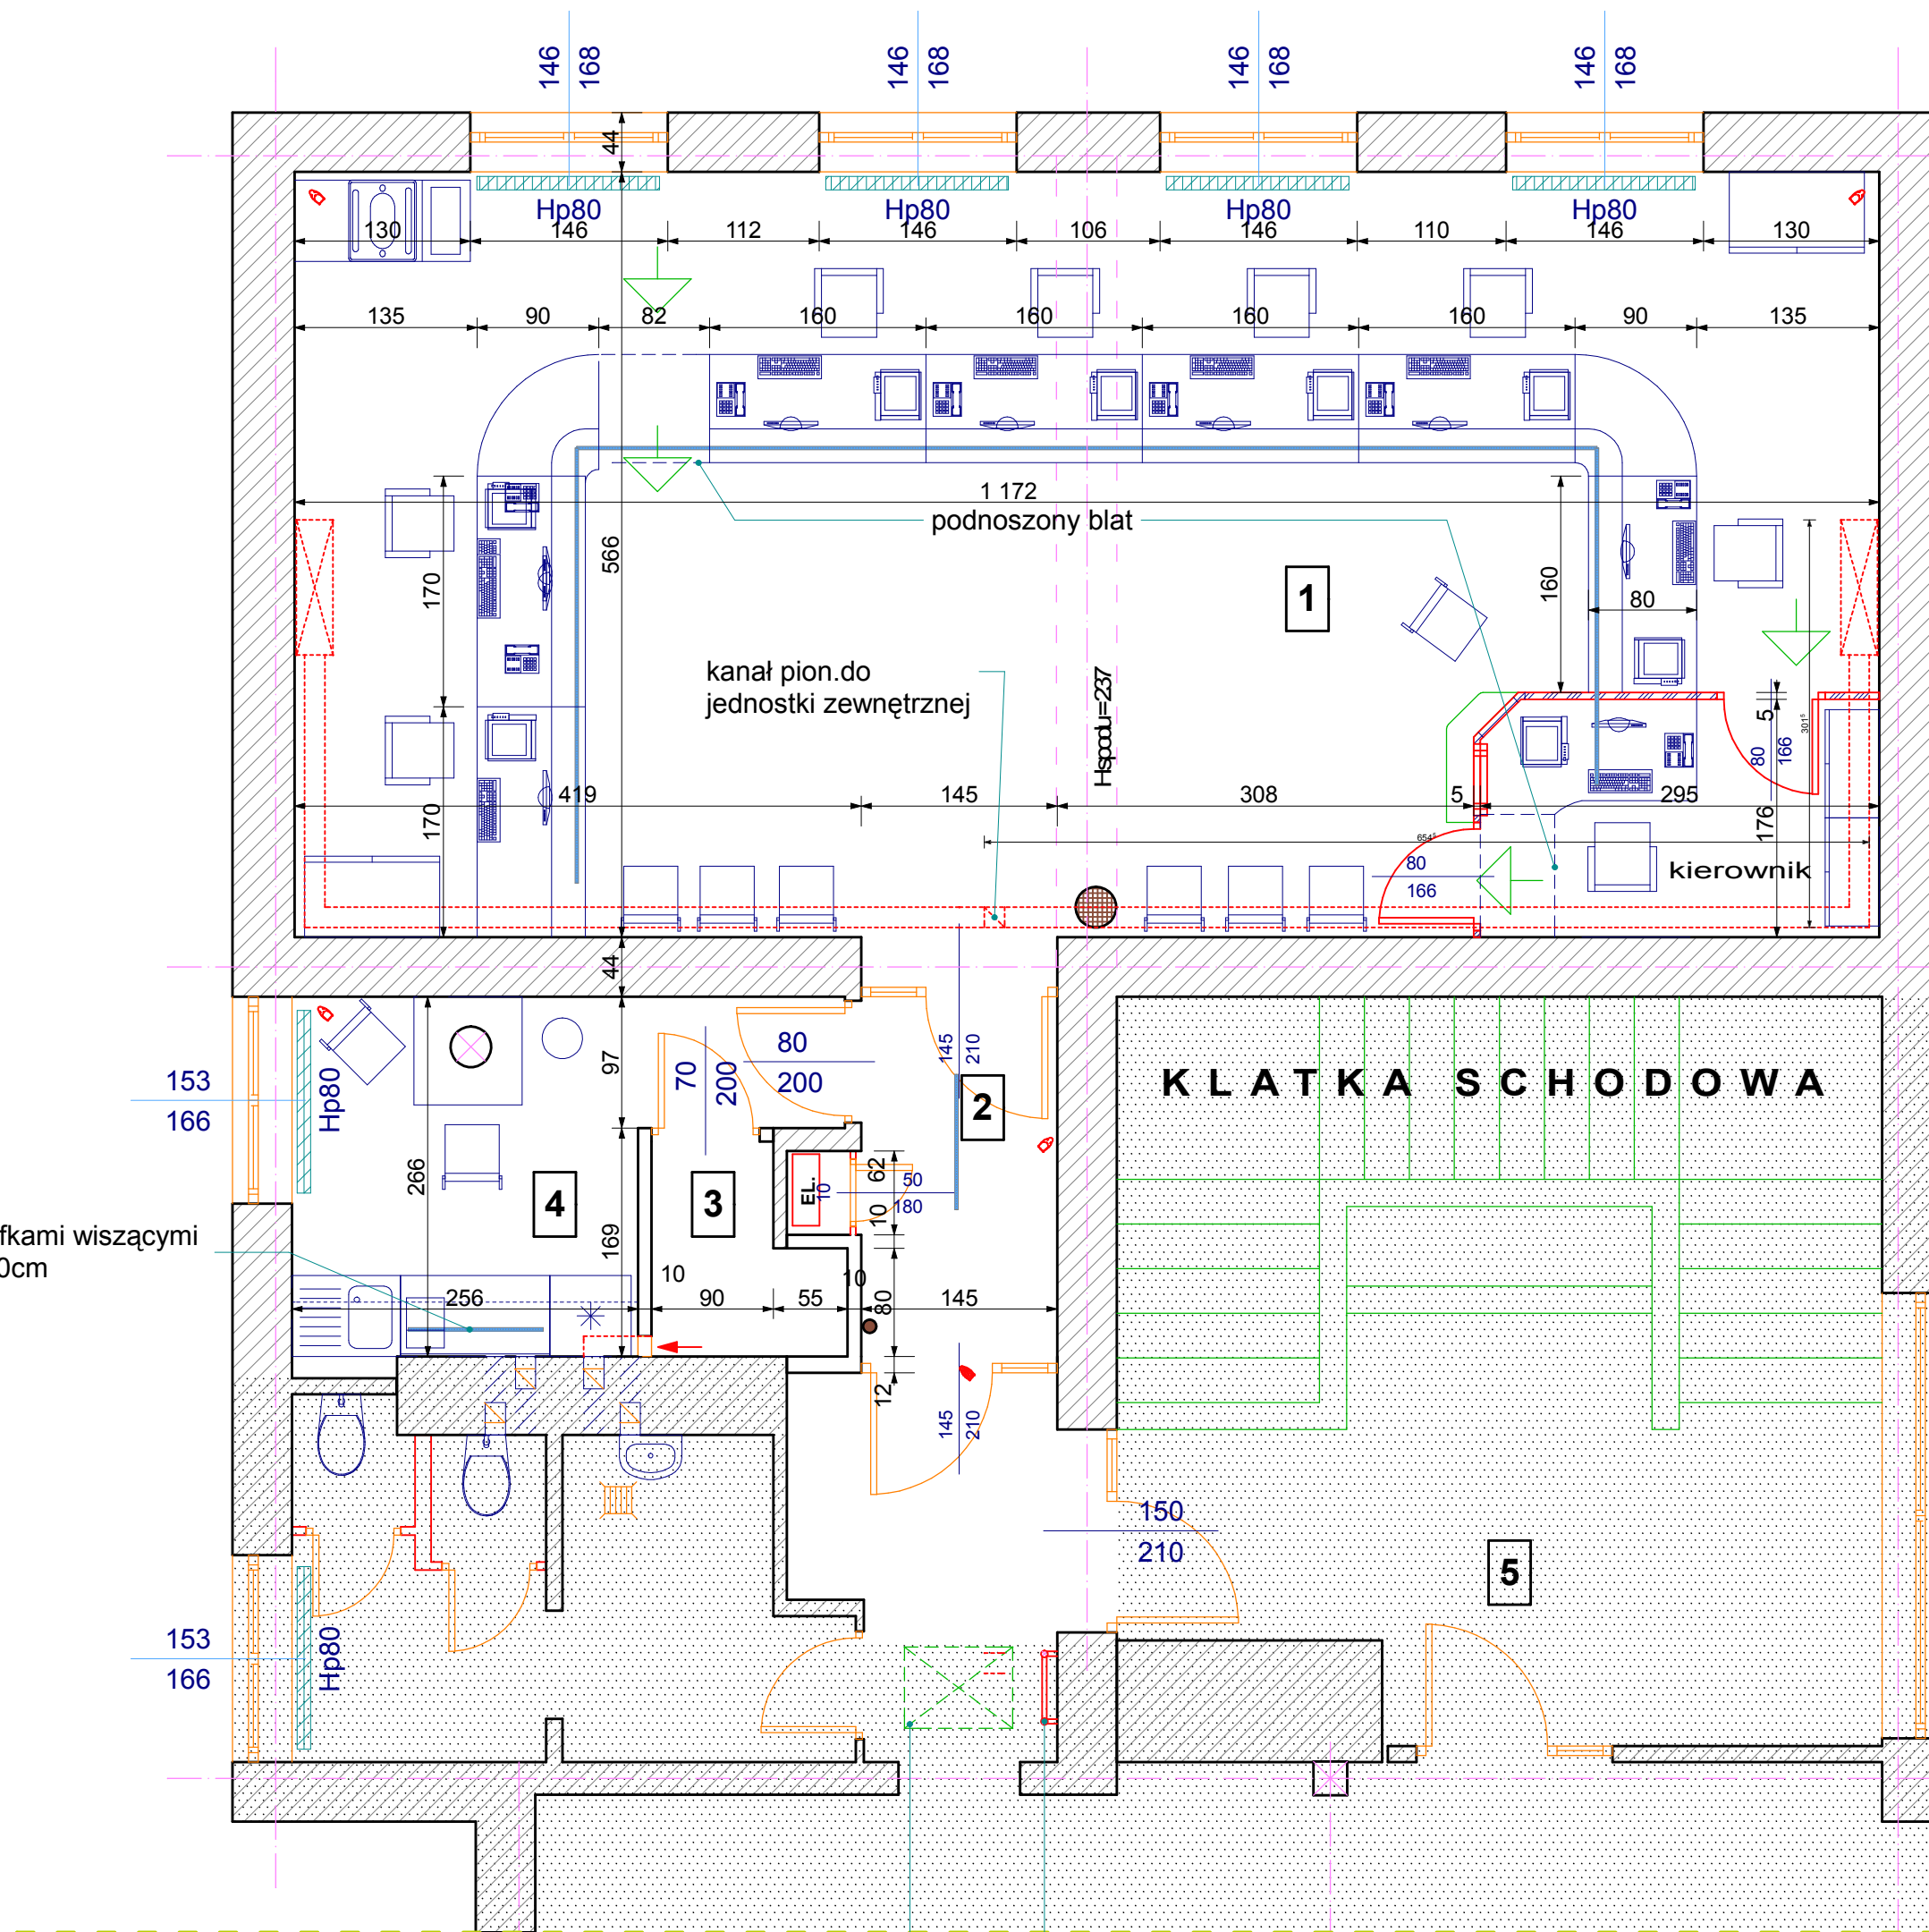 146 168 146 168 146 168 146 168
44
Hp80 Hp80 Hp80 Hp80
130 146 112 146 106 146 110 146 130
135 90 82 160 160 160 160 90 135
1 172
podnoszony blat
566
170
160
80
1
kanał pion.do
jednostki zewnętrznej
Hspodu=237
5
301⁵
80
166
170
419 145 308 5 295
176
654⁵
80
166
kierownik
44
97
80
200
70
200
145
210
2
153
166
Hp80
KLATKA SCHODOWA
266
4
3
EL.
10
62
50
180
10
169
fkami wiszącymi
0cm
10
10
256 90 55 80 145
12
145
210
150
210
5
153
166
Hp80